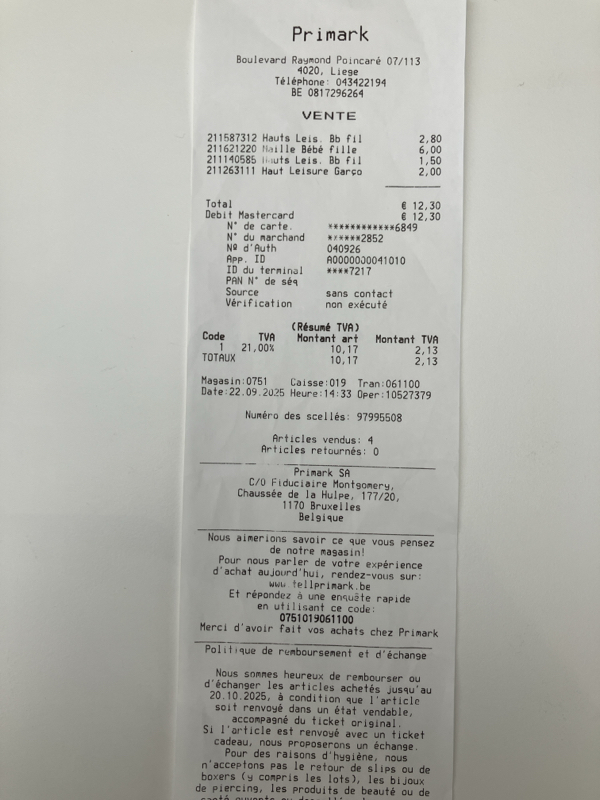 Primark
Boulevard Raymond Poincaré 07/113
4020, Liege
Téléphone: 043422194
BE 0817296264
VENTE
211587312 Hauts Leis. Bb fil 2,80
211621220 Maille Bébé fille 6,00
211140585 Hauts Leis. Bb fil 1,50
211263111 Haut Leisure Garço 2,00
Total € 12,30
Debit Mastercard € 12,30
N° de carte. ************6849
N° du marchand ******2852
Nº d'Auth 040926
App. ID A0000000041010
ID du terminal ****7217
PAN N° de séq
Source sans contact
Vérification non exécuté
(Résumé TVA)
Code TVA Montant art Montant TVA
1 21,00% 10,17 2,13
TOTAUX 10,17 2,13
Magasin:0751 Caisse:019 Tran:061100
Date:22.09.2025 Heure:14:33 Oper:10527379
Numéro des scellés: 97995508
Articles vendus: 4
Articles retournés: 0
Primark SA
C/O Fiduciaire Montgomery,
Chaussée de la Hulpe, 177/20,
1170 Bruxelles
Belgique
Nous aimerions savoir ce que vous pensez
de notre magasin!
Pour nous parler de votre expérience
d'achat aujourd'hui, rendez-vous sur:
www.tellprimark.be
Et répondez à une enquête rapide
en utilisant ce code:
0751019061100
Merci d'avoir fait vos achats chez Primark
Politique de remboursement et d'échange
Nous sommes heureux de rembourser ou
d'échanger les articles achetés jusqu'au
20.10.2025, à condition que l'article
soit renvoyé dans un état vendable,
accompagné du ticket original.
Si l'article est renvoyé avec un ticket
cadeau, nous proposerons un échange.
Pour des raisons d'hygiène, nous
n'acceptons pas le retour de slips ou de
boxers (y compris les lots), les bijoux
de piercing, les produits de beauté ou de